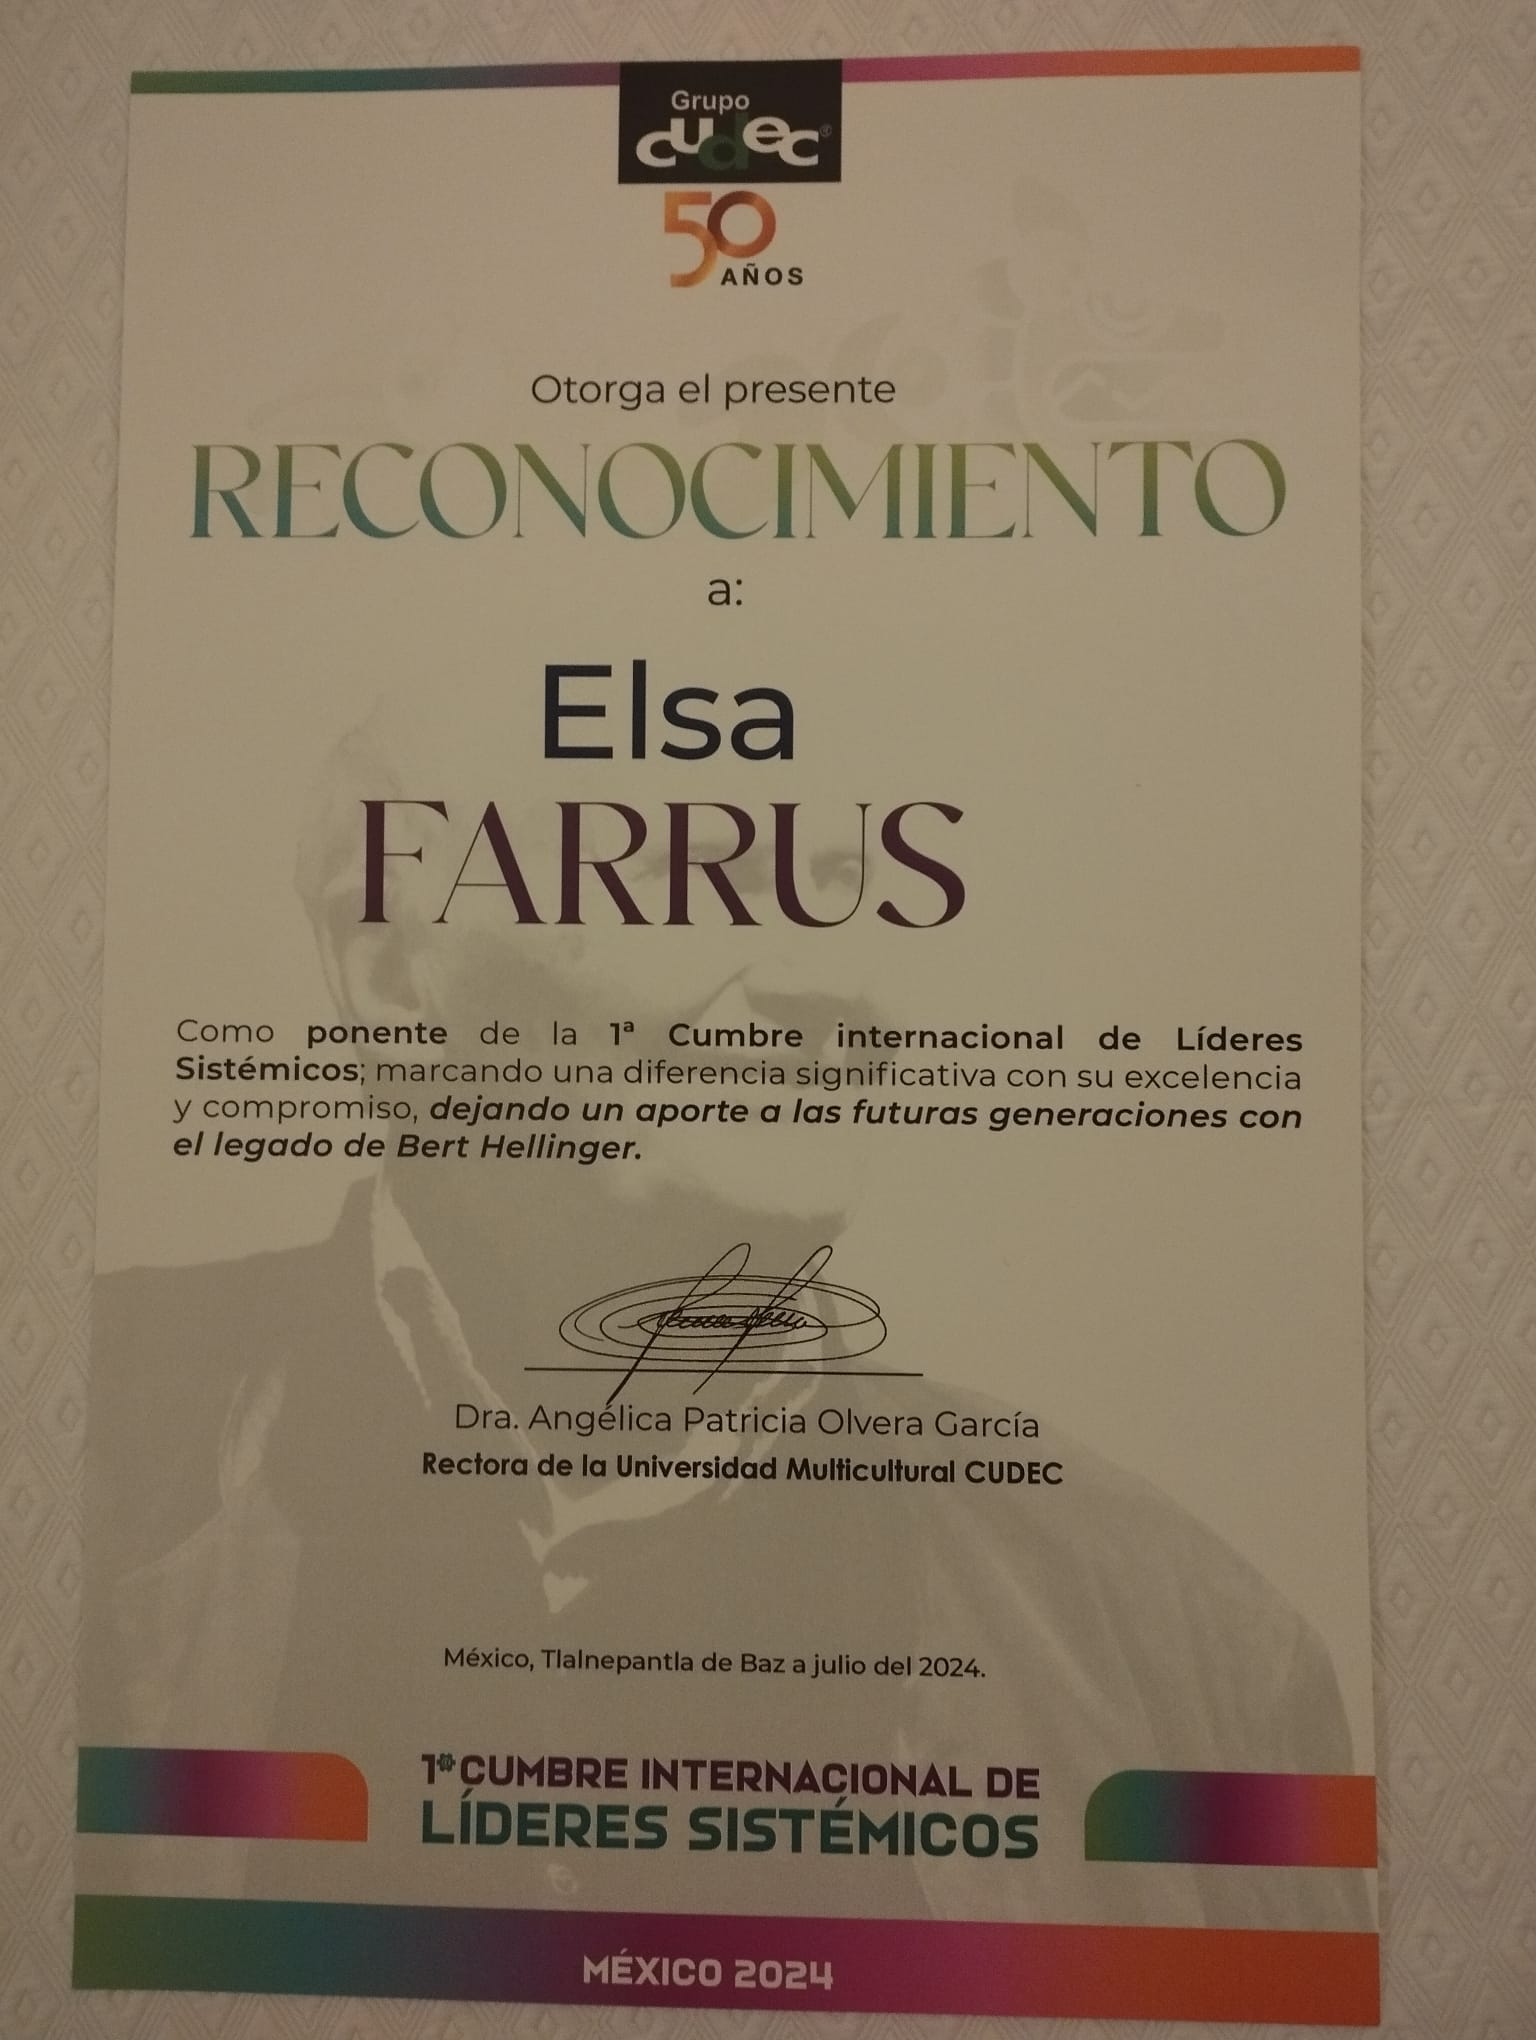 Grupo
cudec®
50
AÑOS
Otorga el presente
RECONOCIMIENTO
a:
Elsa
FARRUS
Como ponente de la 1ª Cumbre internacional de Líderes
Sistémicos; marcando una diferencia significativa con su excelencia
y compromiso, dejando un aporte a las futuras generaciones con
el legado de Bert Hellinger.
Dra. Angélica Patricia Olvera García
Rectora de la Universidad Multicultural CUDEC
México, Tlalnepantla de Baz a julio del 2024.
1ª CUMBRE INTERNACIONAL DE
LÍDERES SISTÉMICOS
MÉXICO 2024